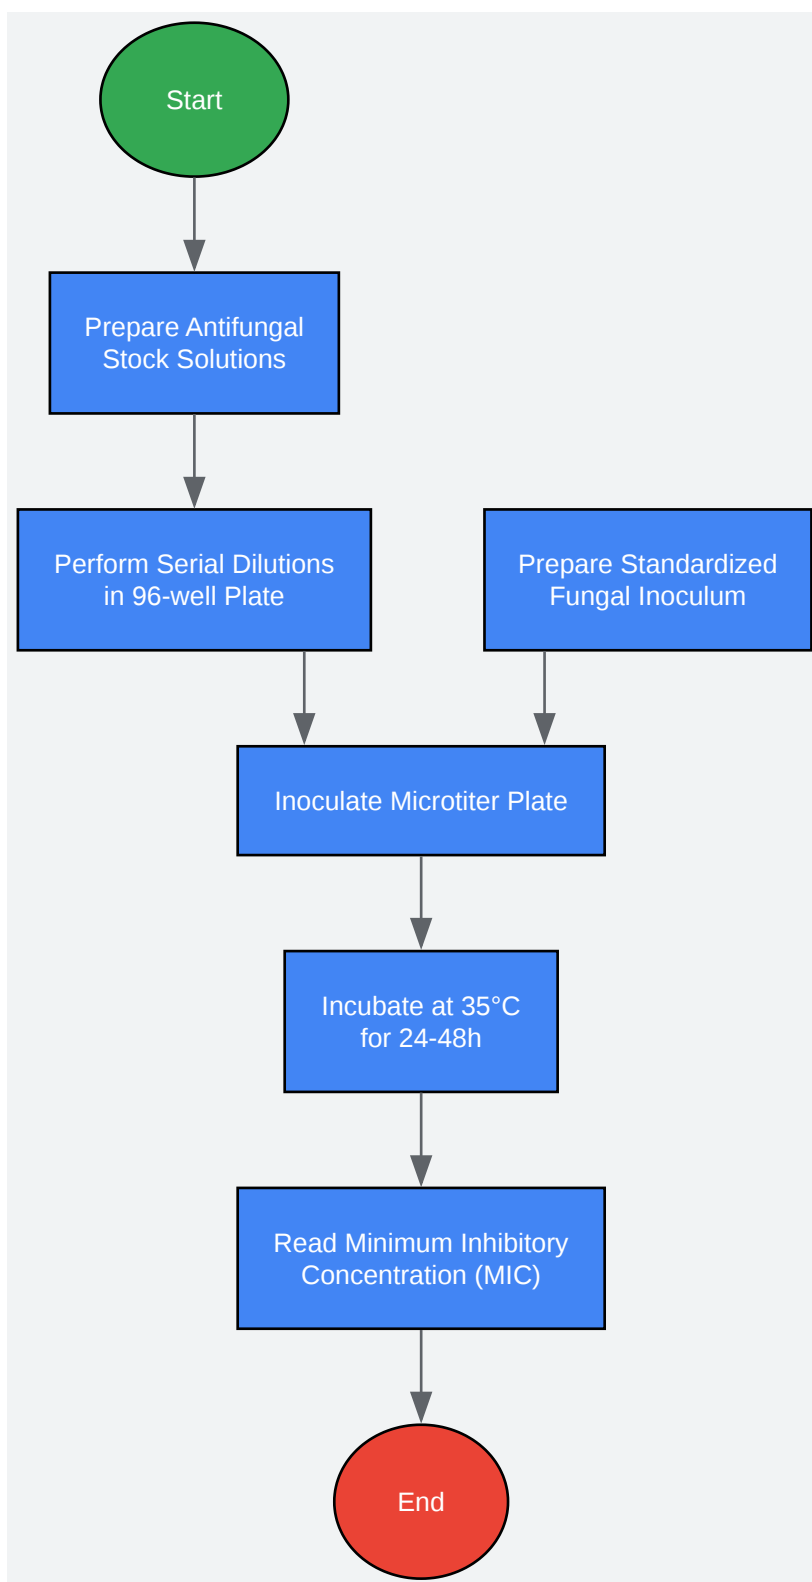 Start
Prepare Antifungal
Stock Solutions
Perform Serial Dilutions
in 96-well Plate
Prepare Standardized
Fungal Inoculum
Inoculate Microtiter Plate
Incubate at 35°C
for 24-48h
Read Minimum Inhibitory
Concentration (MIC)
End